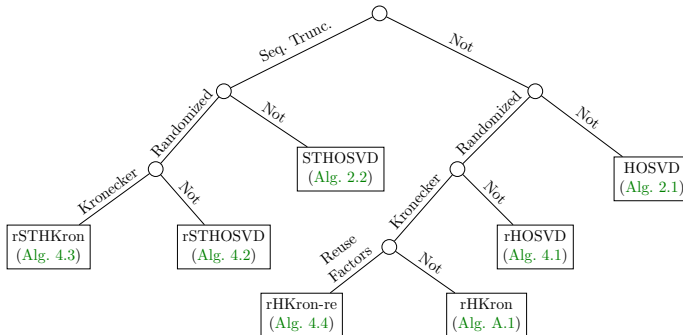 Seq. Trunc.
Not
Randomized
Not
Randomized
Not
STHOSVD
(Alg. 2.2)
HOSVD
(Alg. 2.1)
Kronecker
Not
Kronecker
Not
rSTHKron
(Alg. 4.3)
rSTHOSVD
(Alg. 4.2)
rHOSVD
(Alg. 4.1)
Reuse
Factors
Not
rHKron-re
(Alg. 4.4)
rHKron
(Alg. A.1)